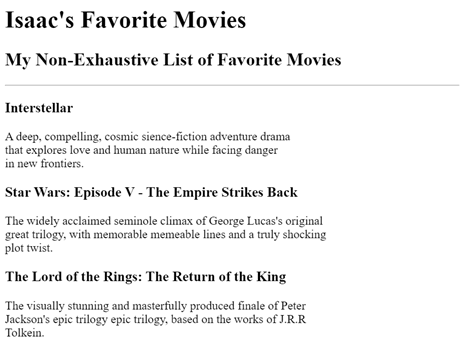 Isaac's Favorite Movies
My Non-Exhaustive List of Favorite Movies
Interstellar
A deep, compelling, cosmic sience-fiction adventure drama
that explores love and human nature while facing danger
in new frontiers.
Star Wars: Episode V - The Empire Strikes Back
The widely acclaimed seminole climax of George Lucas's original
great trilogy, with memorable memeable lines and a truly shocking
plot twist.
The Lord of the Rings: The Return of the King
The visually stunning and masterfully produced finale of Peter
Jackson's epic trilogy epic trilogy, based on the works of J.R.R
Tolkein.